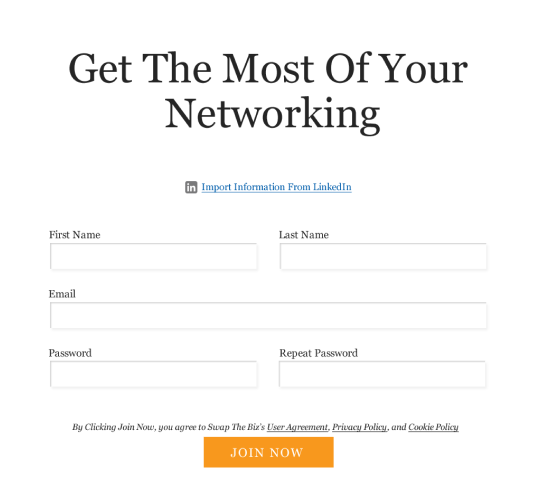 Get The Most Of Your
Networking
in Import Information From LinkedIn
First Name Last Name
Email
Password Repeat Password
By Clicking Join Now, you agree to Swap The Biz's User Agreement, Privacy Policy, and Cookie Policy
JOIN NOW